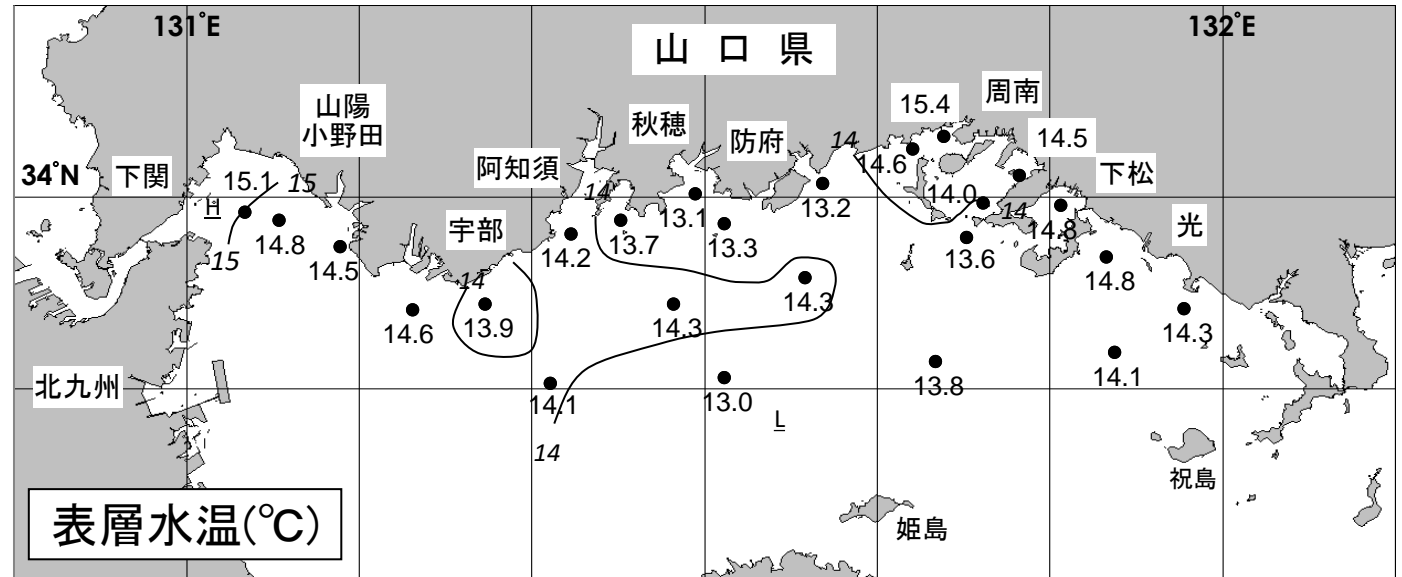 131°E
132°E
山 口 県
山陽
小野田
秋穂
防府
15.4
周南
14.5
下松
34°N
下関
15.1
15
阿知須
14
14
14.6
14.0
14
14.8
H
15
14.8
14.5
宇部
14.2
13.7
13.1
13.3
13.2
13.6
光
14.8
14
14.6
13.9
14.3
14.3
14.3
14.1
13.8
北九州
14.1
13.0
L
14
祝島
姫島
表層水温(℃)